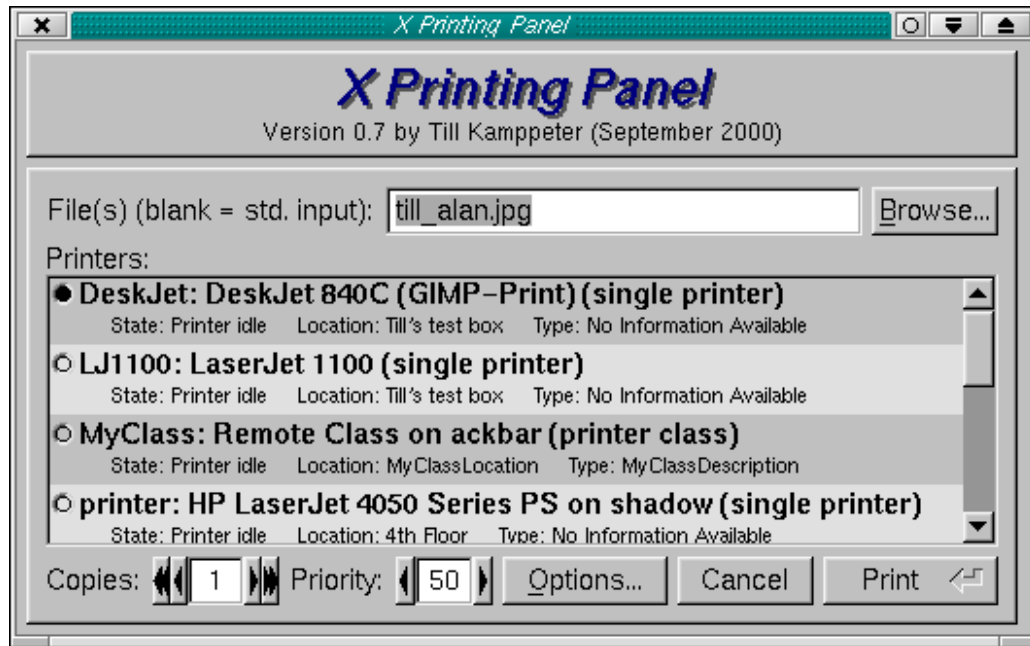 X Printing Panel
X Printing Panel
Version 0.7 by Till Kamppeter (September 2000)
File(s) (blank = std. input): till_alan.jpg Browse...
Printers:
DeskJet: DeskJet 840C (GIMP-Print) (single printer)
State: Printer idle Location: Till's test box Type: No Information Available
LJ1100: LaserJet 1100 (single printer)
State: Printer idle Location: Till's test box Type: No Information Available
MyClass: Remote Class on ackbar (printer class)
State: Printer idle Location: MyClassLocation Type: MyClassDescription
printer: HP LaserJet 4050 Series PS on shadow (single printer)
State: Printer idle Location: 4th Floor Type: No Information Available
Copies: 1 Priority: 50 Options... Cancel Print